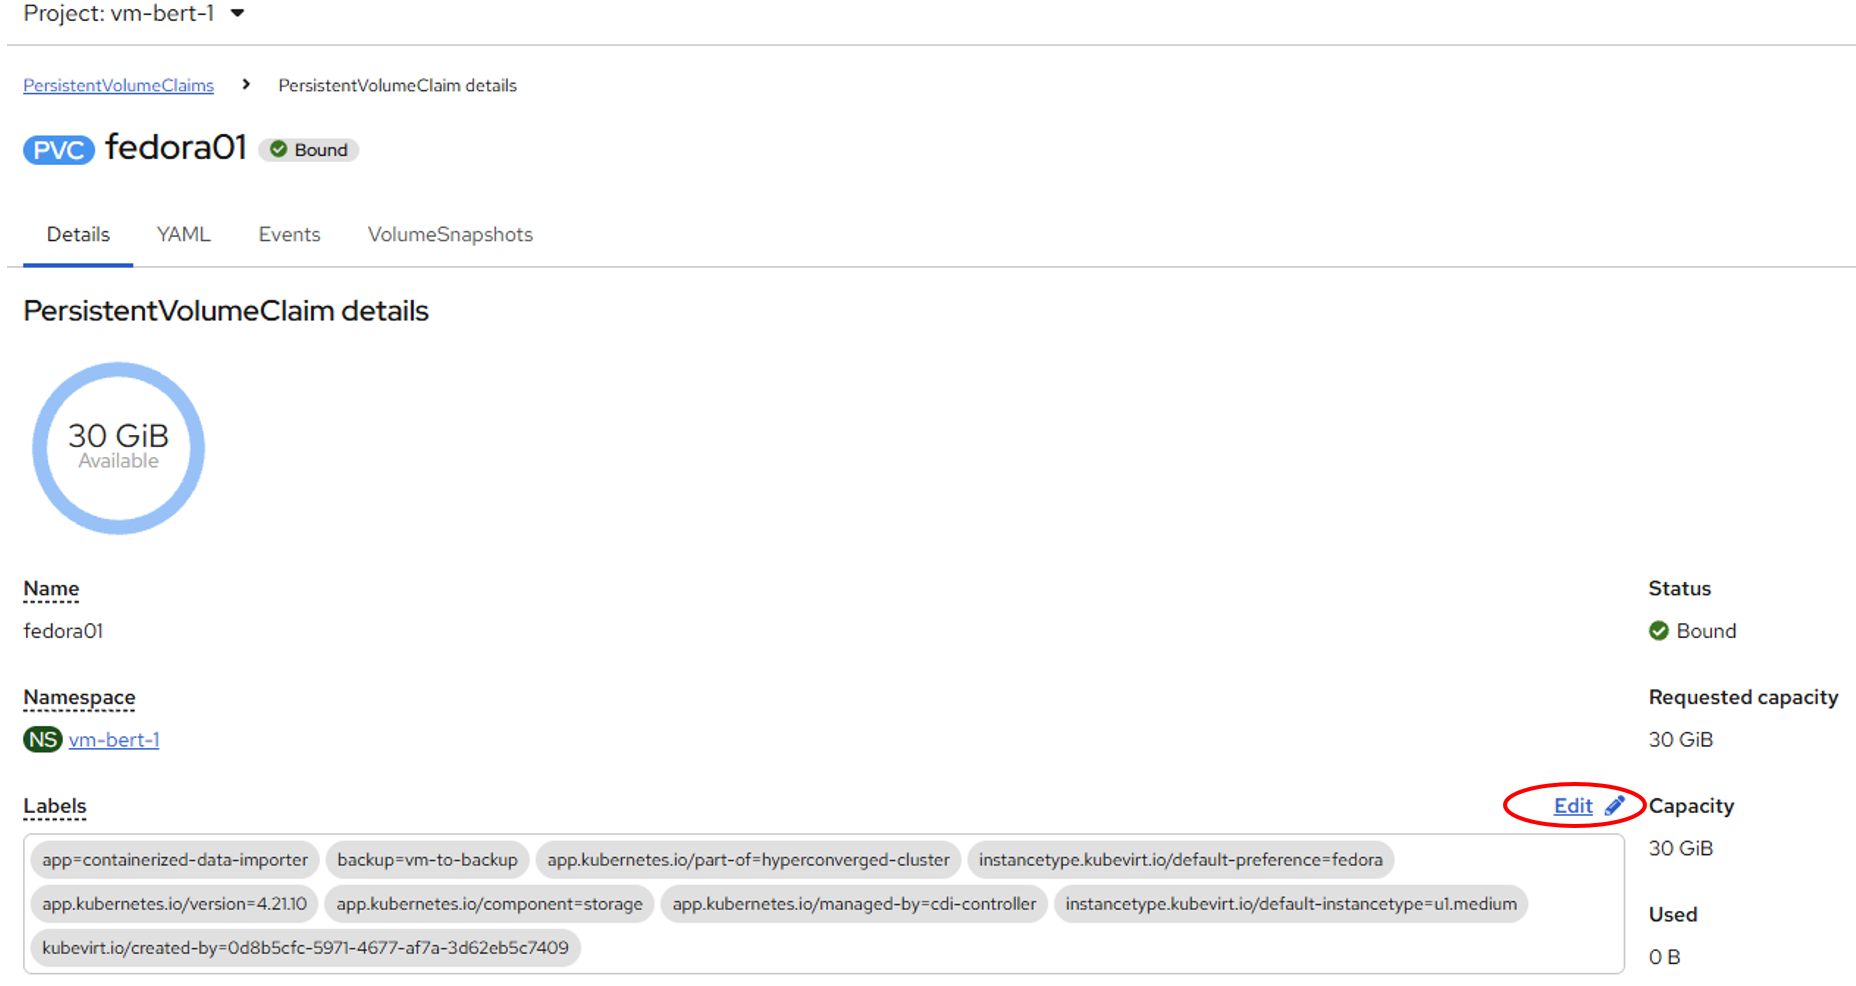 Project: vm-bert-1
PersistentVolumeClaims > PersistentVolumeClaim details
PVC fedora01 Bound
Details YAML Events VolumeSnapshots
PersistentVolumeClaim details
30 GiB
Available
Name
fedora01
Namespace
NS vm-bert-1
Labels Edit
app=containerized-data-importer backup=vm-to-backup app.kubernetes.io/part-of=hyperconverged-cluster instancetype.kubevirt.io/default-preference=fedora
app.kubernetes.io/version=4.21.10 app.kubernetes.io/component=storage app.kubernetes.io/managed-by=cdi-controller instancetype.kubevirt.io/default-instancetype=u1.medium
kubevirt.io/created-by=0d8b5cfc-5971-4677-af7a-3d62eb5c7409
Status
Bound
Requested capacity
30 GiB
Capacity
30 GiB
Used
0 B